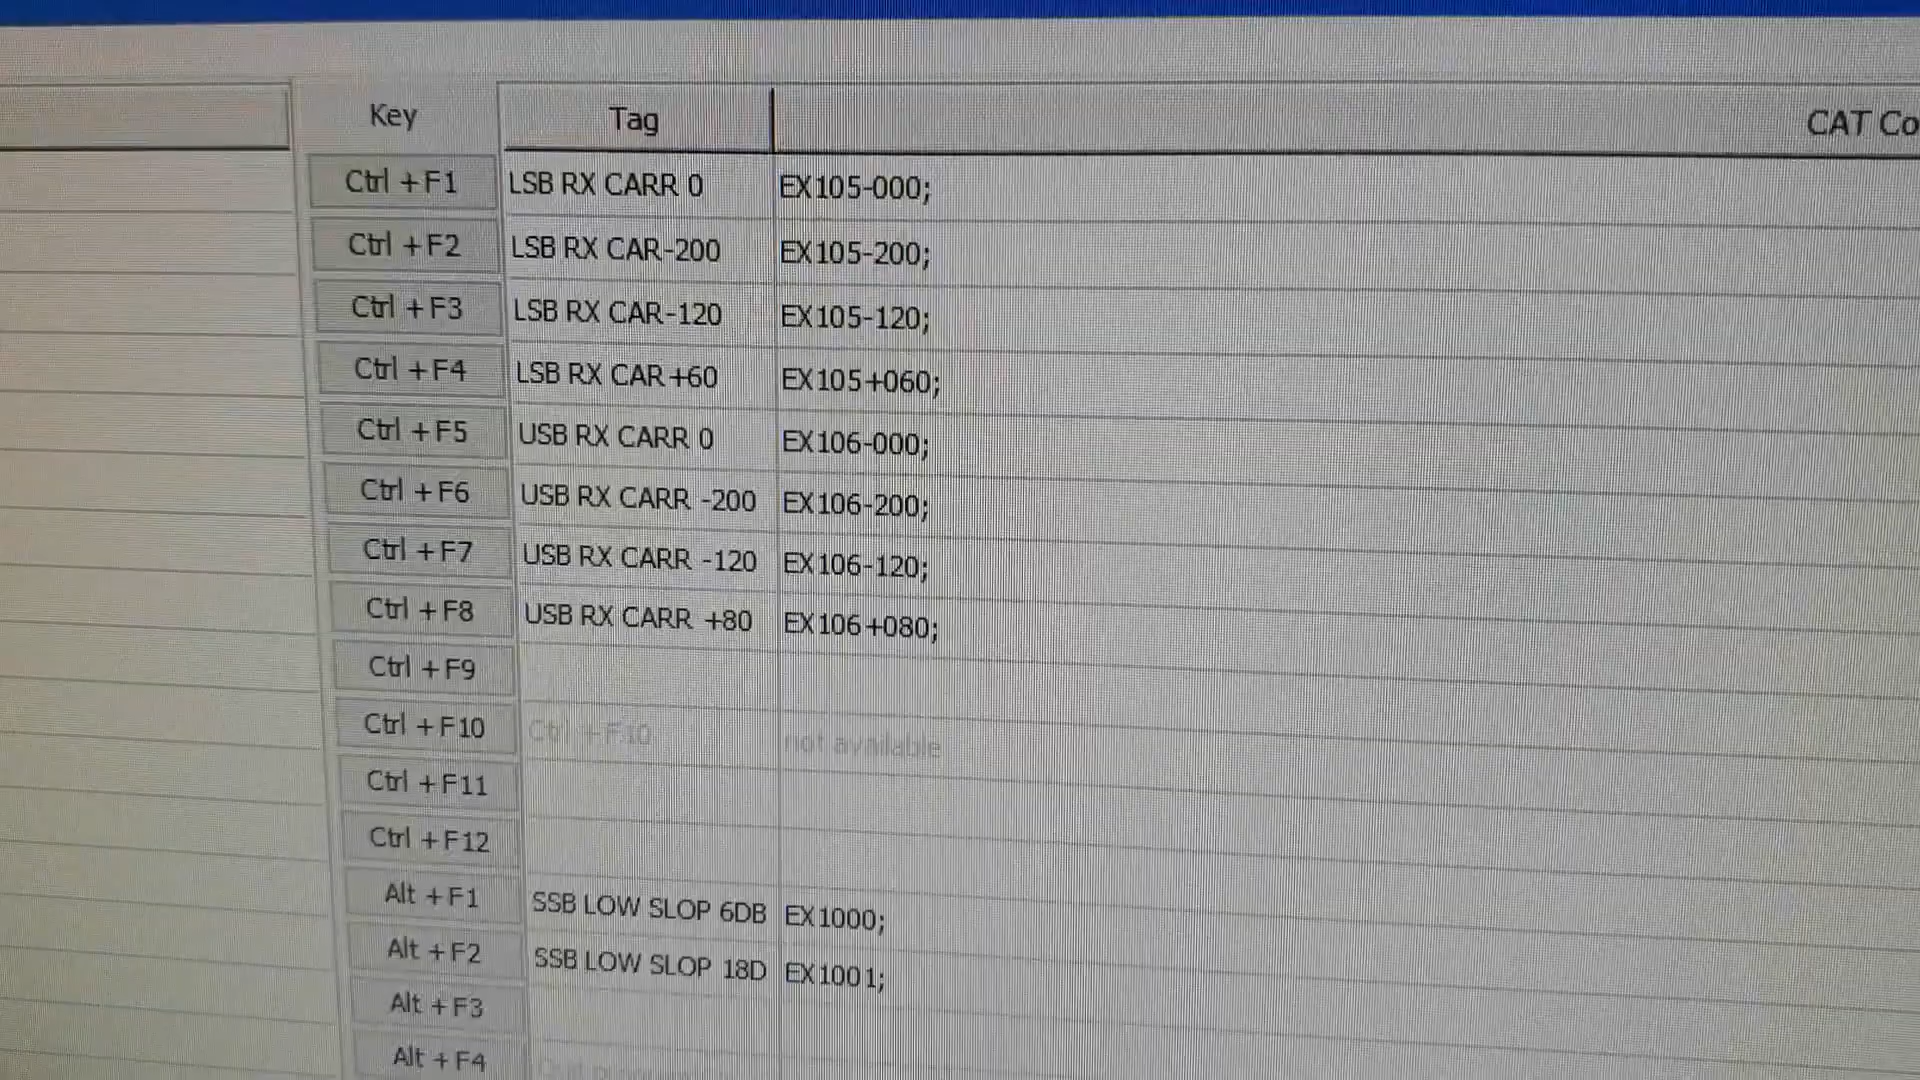 Key Tag CAT Co
Ctrl +F1 LSB RX CARR 0 EX105-000;
Ctrl +F2 LSB RX CAR-200 EX105-200;
Ctrl +F3 LSB RX CAR-120 EX105-120;
Ctrl +F4 LSB RX CAR+60 EX105+060;
Ctrl +F5 USB RX CARR 0 EX106-000;
Ctrl +F6 USB RX CARR -200 EX106-200;
Ctrl +F7 USB RX CARR -120 EX106-120;
Ctrl +F8 USB RX CARR +80 EX106+080;
Ctrl +F9
Ctrl +F10 Ctrl +F10 not available
Ctrl +F11
Ctrl +F12
Alt +F1 SSB LOW SLOP 6DB EX1000;
Alt +F2 SSB LOW SLOP 18D EX1001;
Alt +F3
Alt +F4